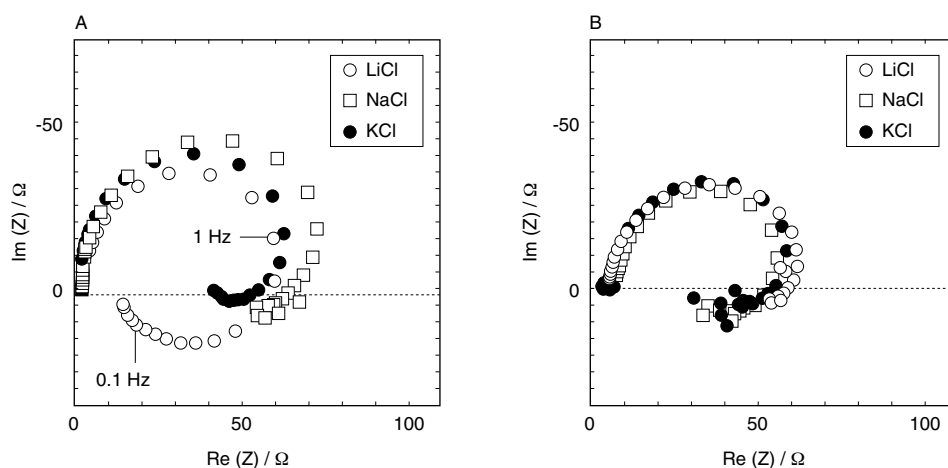 A
LiCl
NaCl
KCl
-50
0
Im (Z) / Ω
1 Hz
0.1 Hz
0
50
100
Re (Z) / Ω
B
LiCl
NaCl
KCl
-50
0
Im (Z) / Ω
0
50
100
Re (Z) / Ω